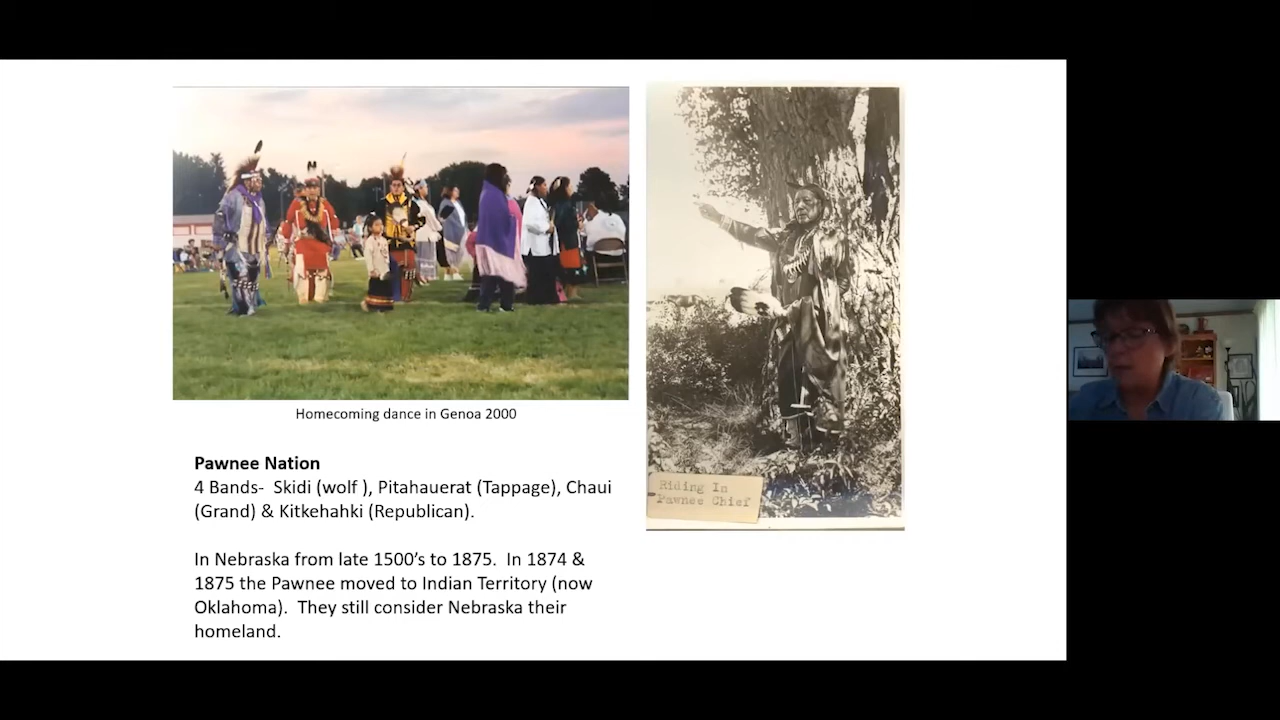 Homecoming dance in Genoa 2000
Pawnee Nation
4 Bands-  Skidi (wolf ), Pitahauerat (Tappage), Chaui
(Grand) & Kitkehahki (Republican).
In Nebraska from late 1500’s to 1875.  In 1874 &
1875 the Pawnee moved to Indian Territory (now
Oklahoma).  They still consider Nebraska their
homeland.
Riding In
Pawnee Chief